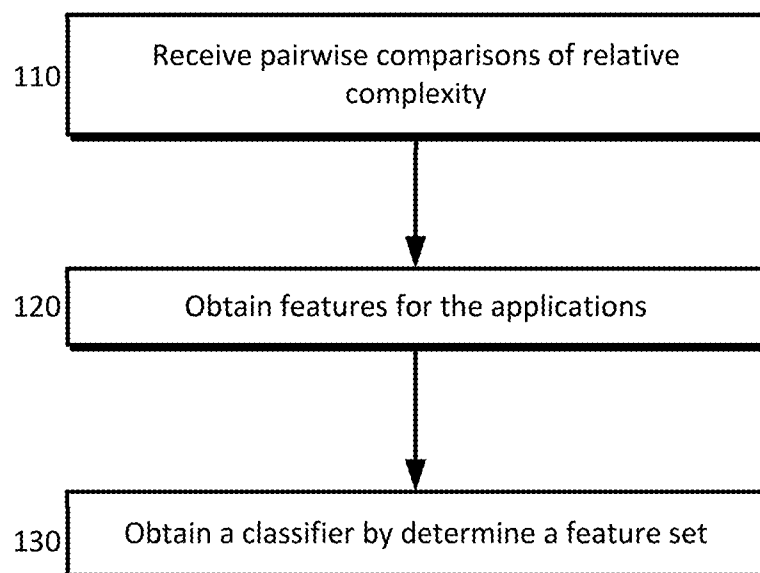 110
Receive pairwise comparisons of relative
complexity
120
Obtain features for the applications
130
Obtain a classifier by determine a feature set